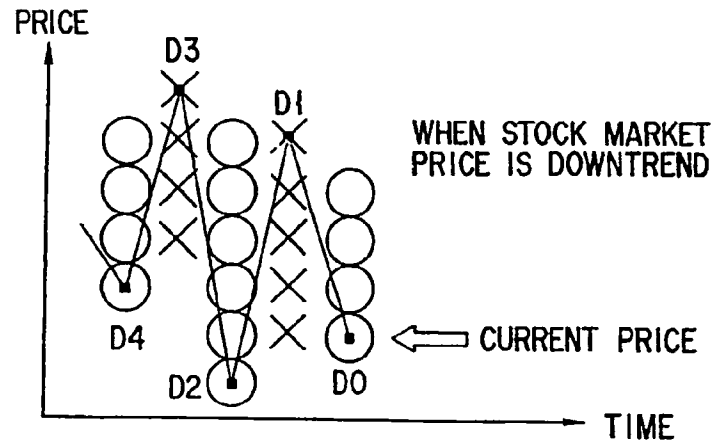 PRICE
D3
D1
WHEN STOCK MARKET
PRICE IS DOWNTREND
D4
D2
D0
CURRENT PRICE
TIME